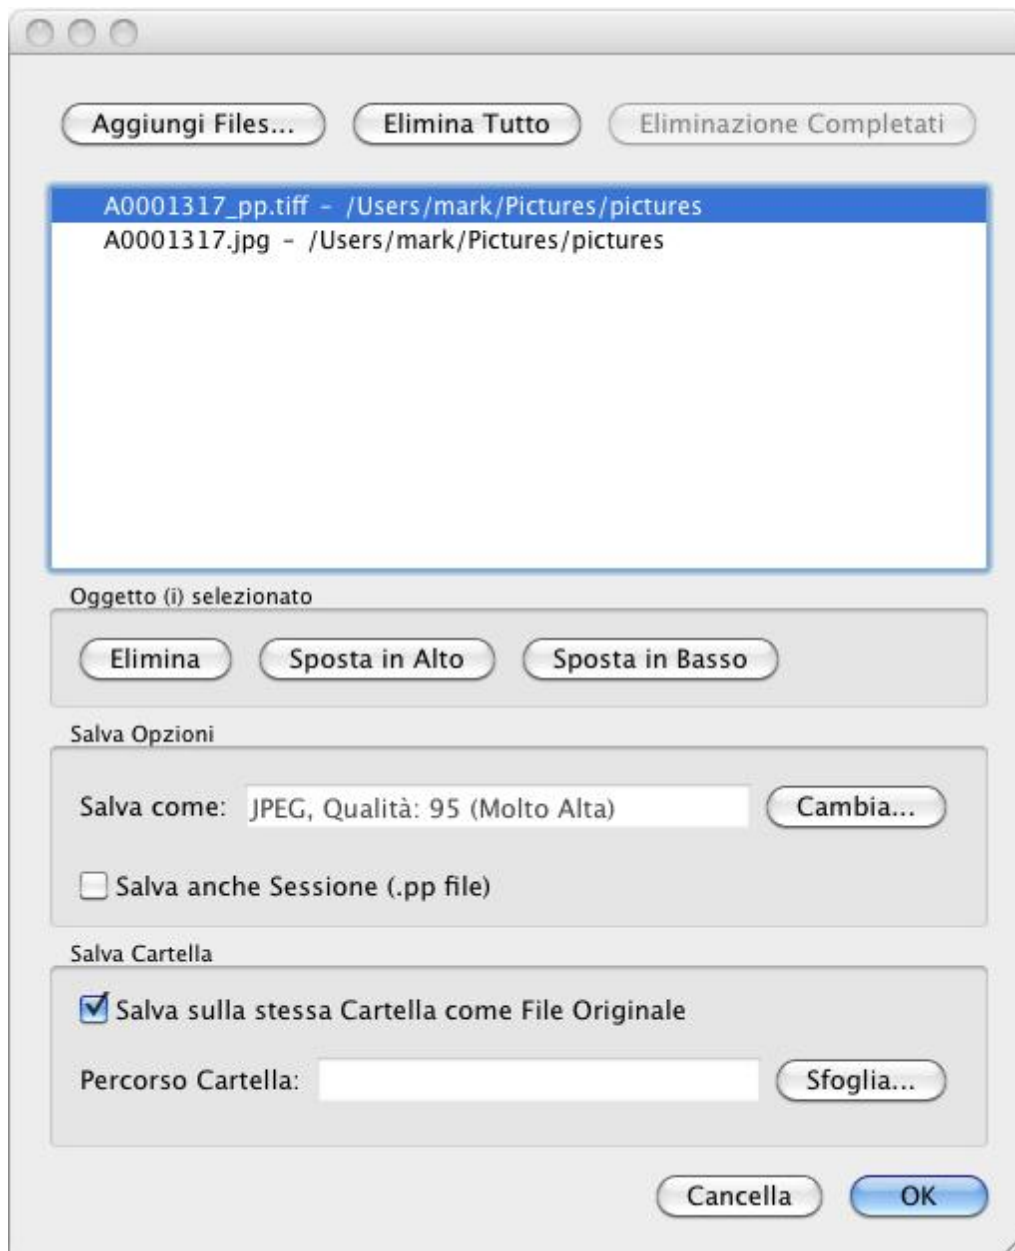 Aggiungi Files... Elimina Tutto Eliminazione Completati
A0001317_pp.tiff – /Users/mark/Pictures/pictures
A0001317.jpg – /Users/mark/Pictures/pictures
Oggetto (i) selezionato
Elimina Sposta in Alto Sposta in Basso
Salva Opzioni
Salva come: JPEG, Qualità: 95 (Molto Alta) Cambia...
Salva anche Sessione (.pp file)
Salva Cartella
Salva sulla stessa Cartella come File Originale
Percorso Cartella: Sfoglia...
Cancella OK